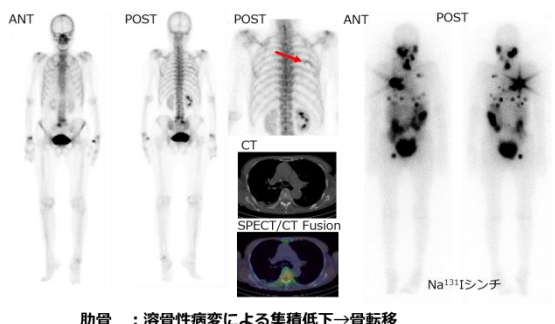 ANT
POST
POST
ANT
POST
CT
SPECT/CT Fusion
Na¹³¹Iシンチ
肋骨 :溶骨性病変による集積低下→骨転移